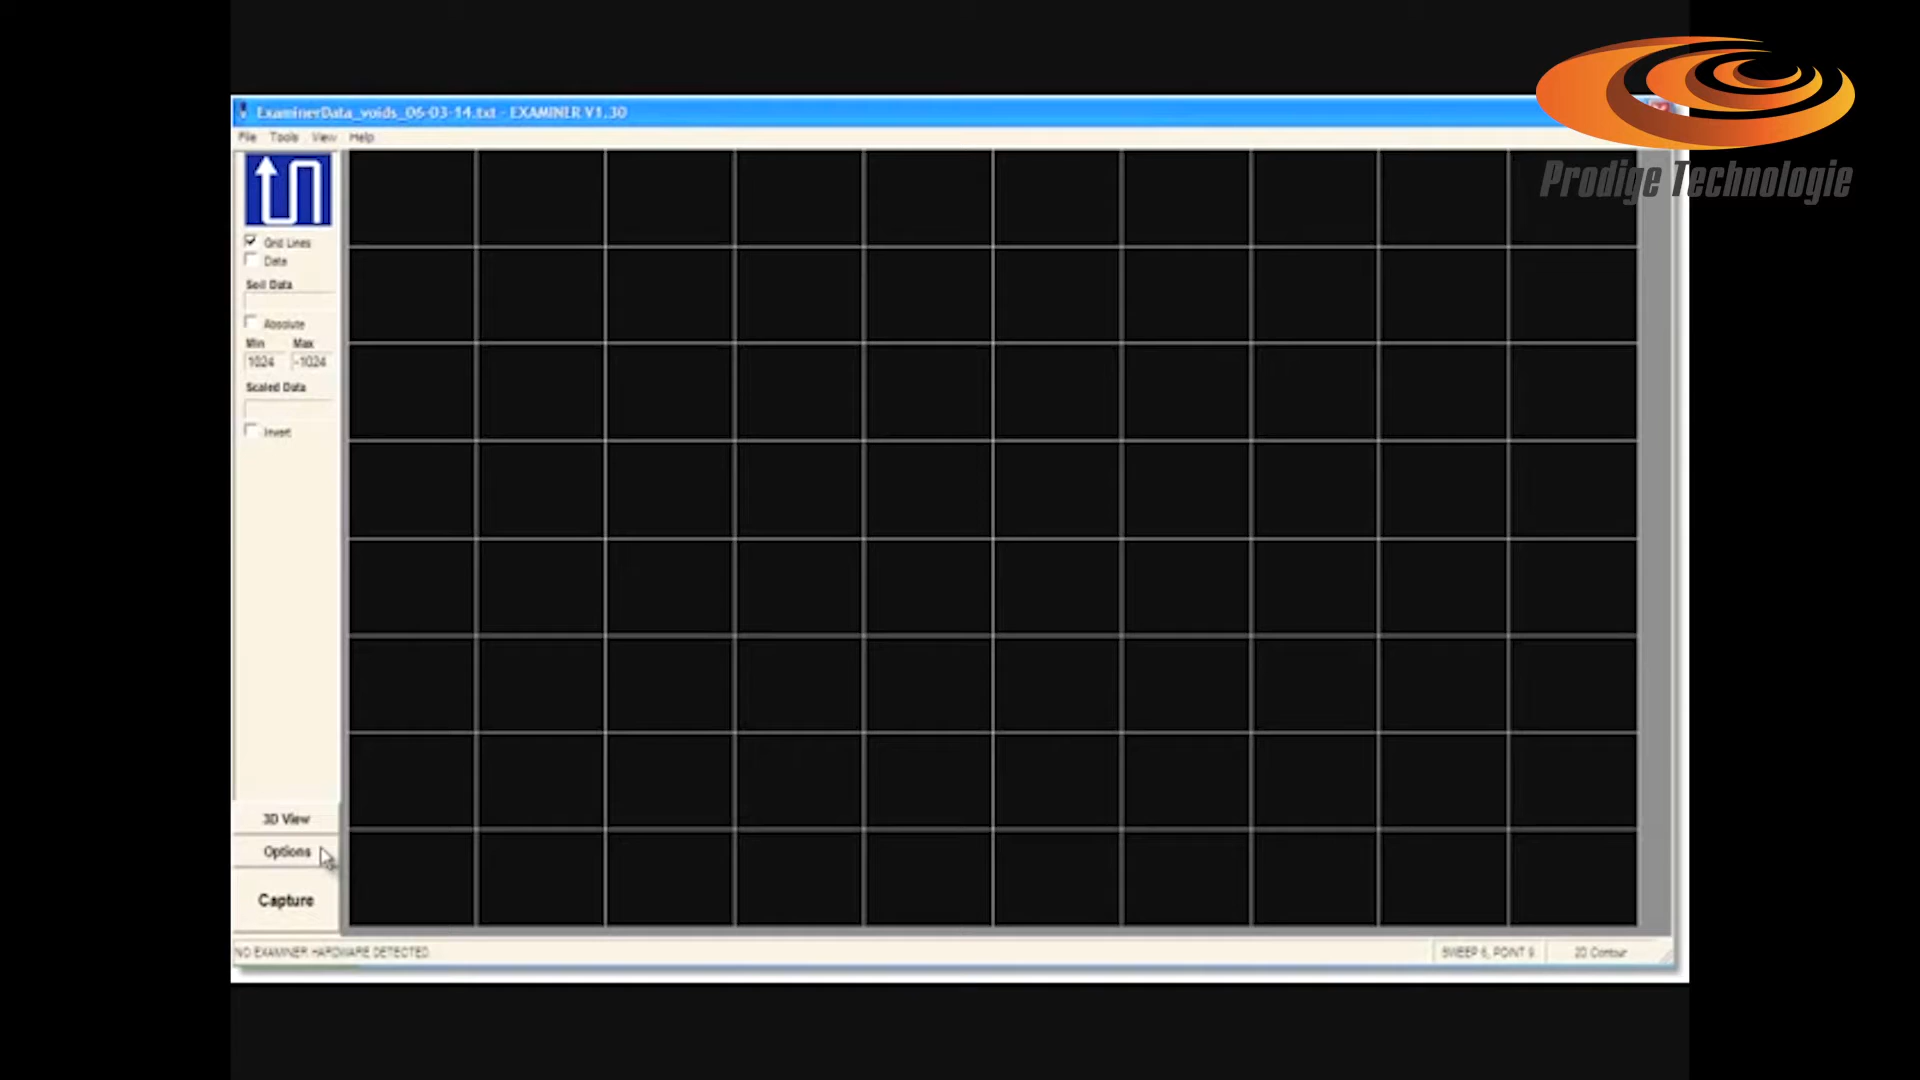 Prodige Technologie
ExaminerData_voids_06-03-14.txt - EXAMINER V1.30
File Tools View Help
Grid Lines
Data
Soil Data
Absolute
Min Max
1024 -1024
Scaled Data
Invert
3D View
Options
Capture
NO EXAMINER HARDWARE DETECTED
SWEEP 6, POINT 9
2D Contour